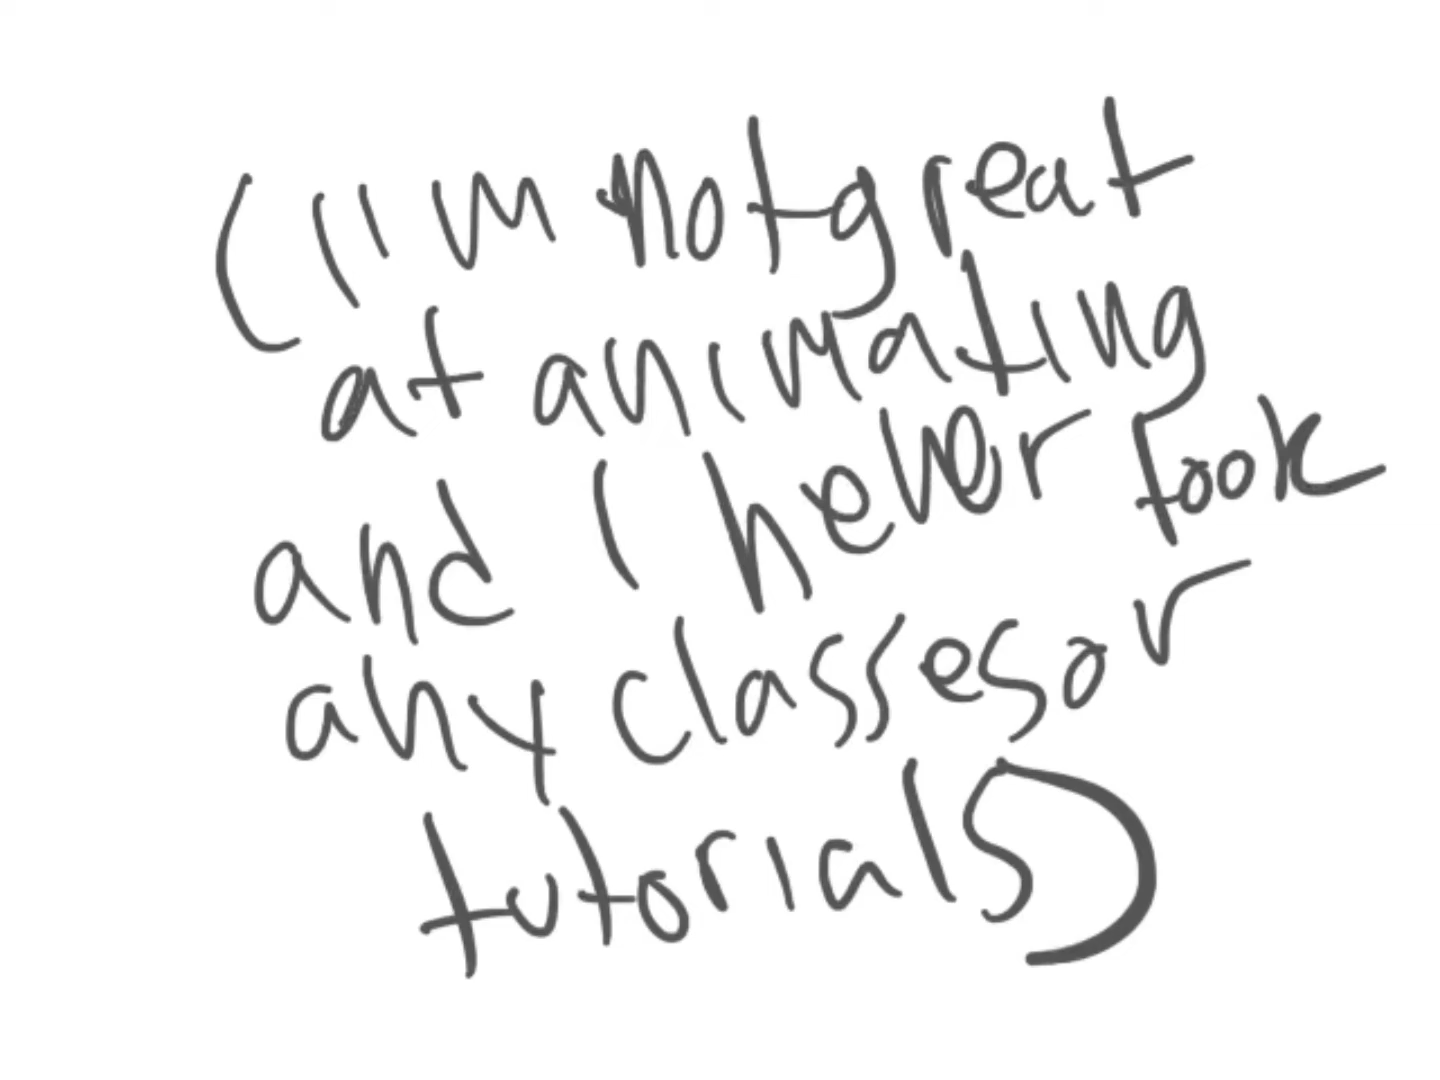 (I'm not great
at animating
and I never took
any classes or
tutorials)